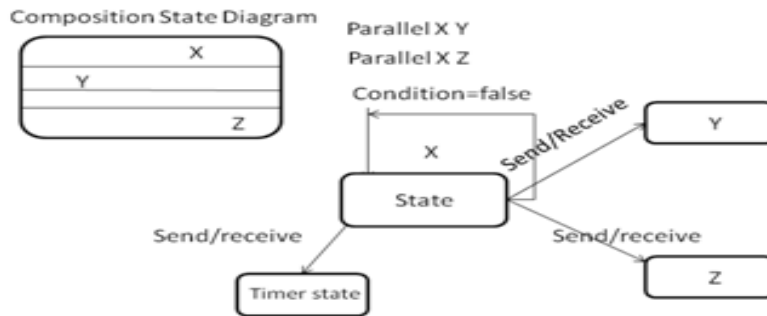 Composition State Diagram
X
Y
Z
Parallel X Y
Parallel X Z
Condition=false
X
State
Send/Receive
Y
Send/receive
Timer state
Send/receive
Z